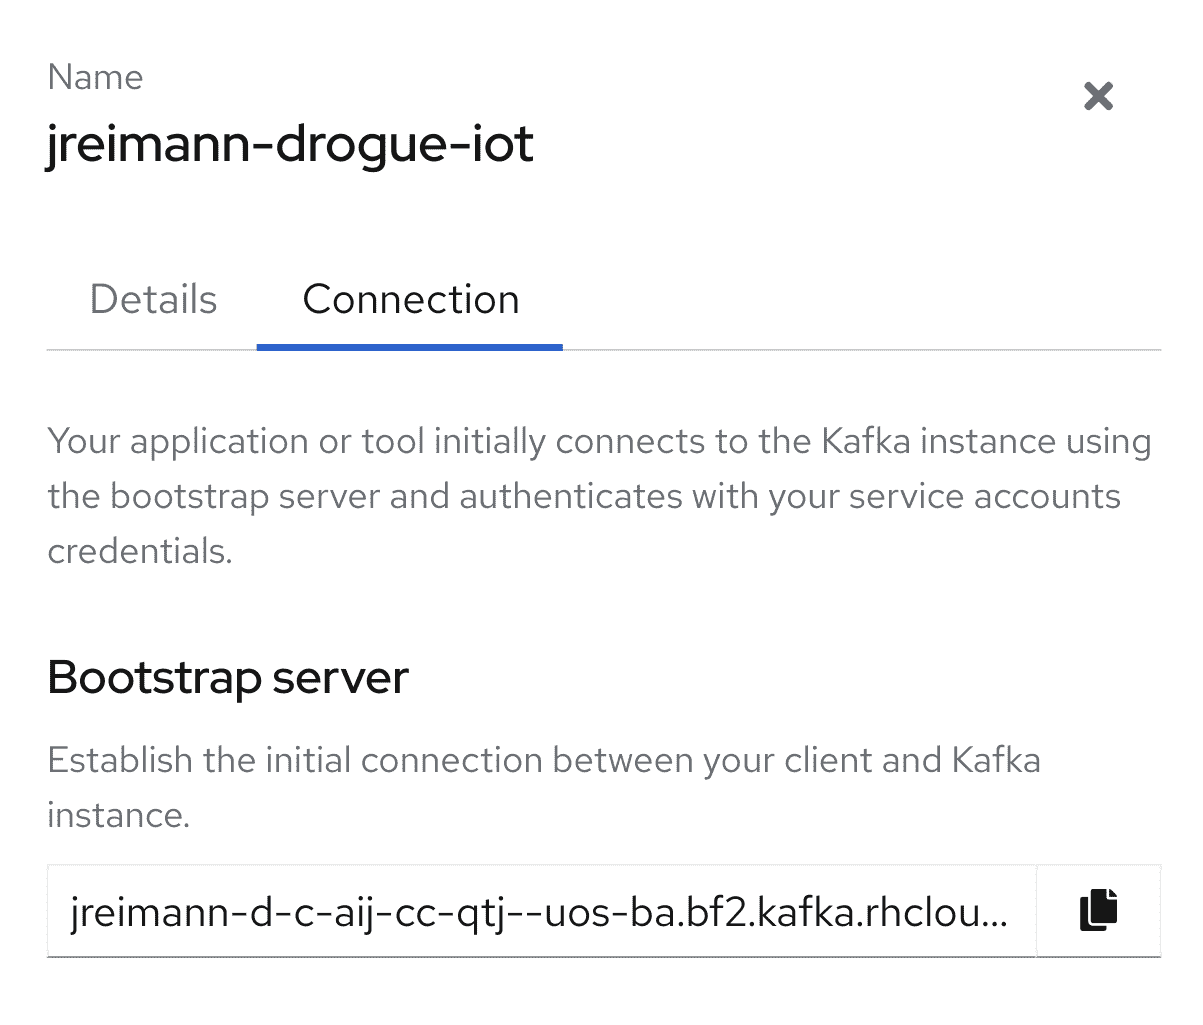 Name
jreimann-drogue-iot
Details
Connection
Your application or tool initially connects to the Kafka instance using
the bootstrap server and authenticates with your service accounts
credentials.
Bootstrap server
Establish the initial connection between your client and Kafka
instance.
jreimann-d-c-aij-cc-qtj--uos-ba.bf2.kafka.rhclou...